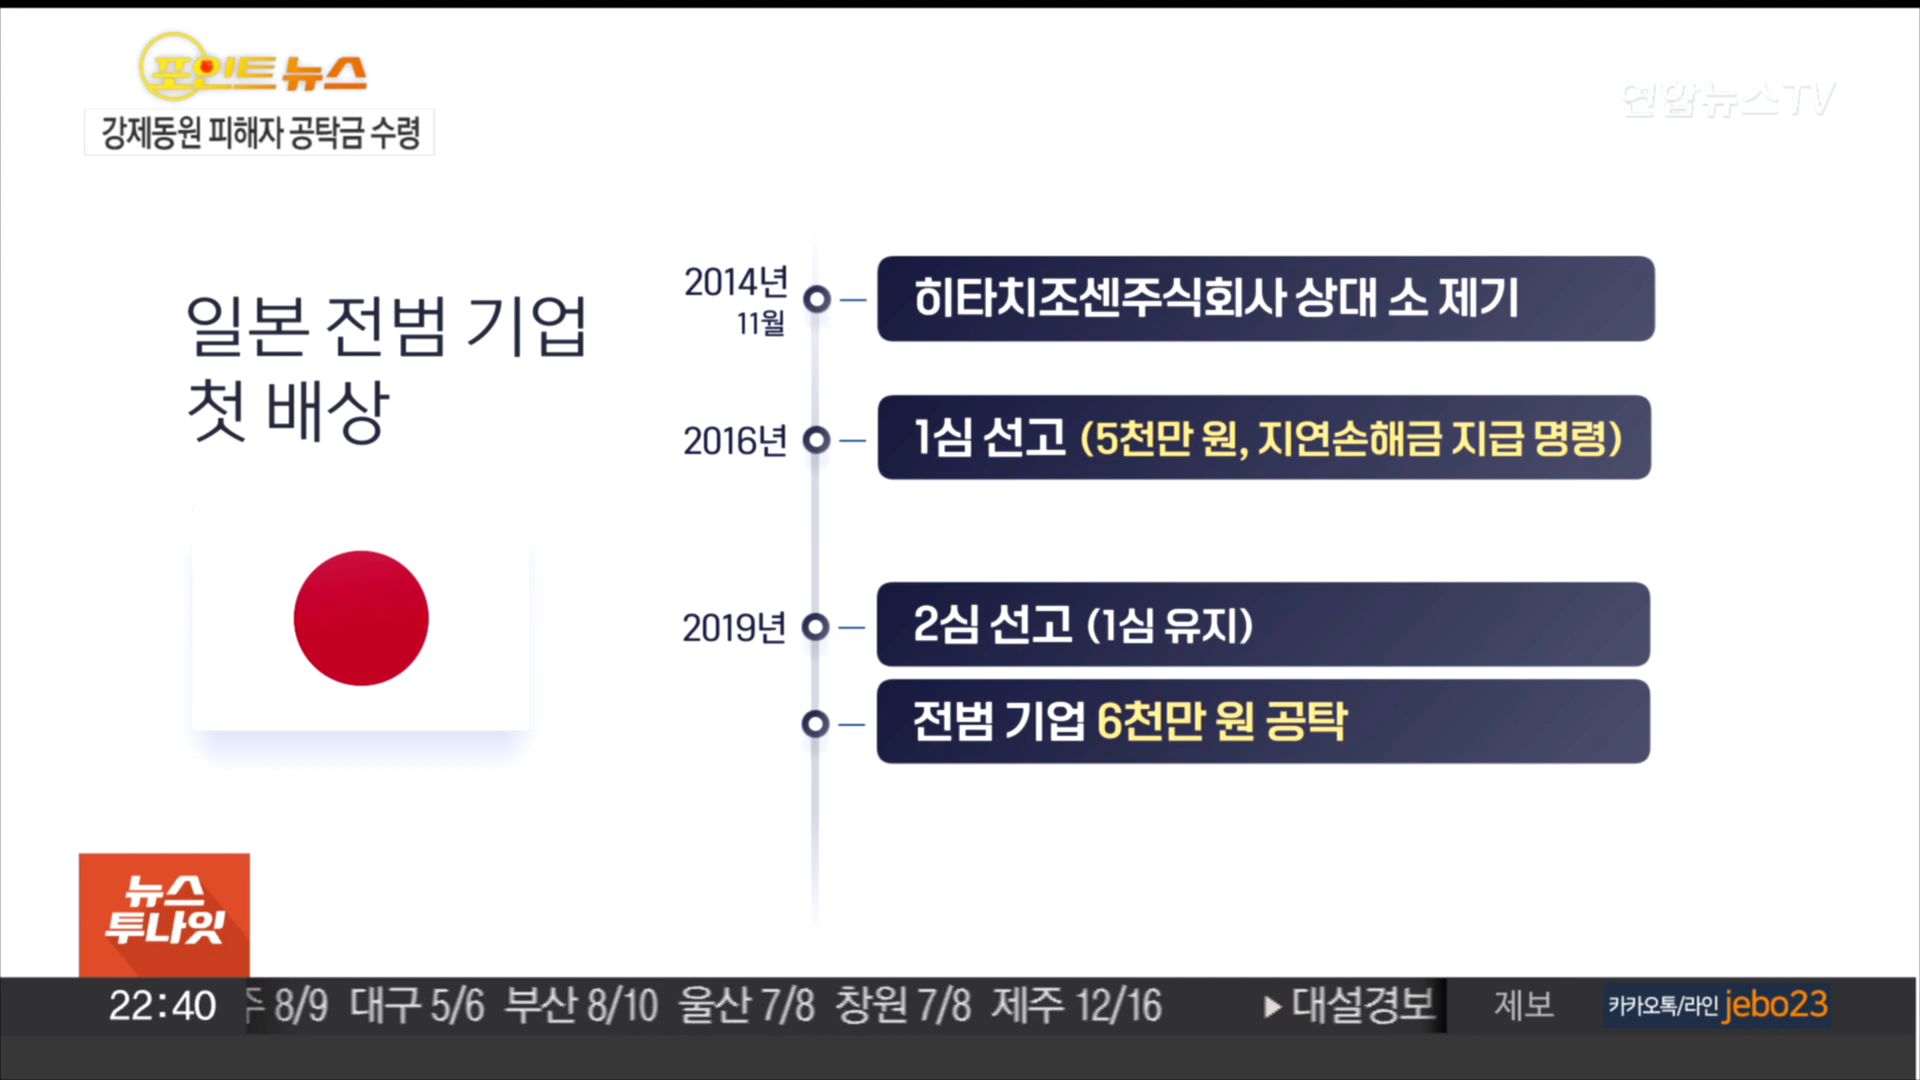 포인트뉴스
연합뉴스TV
강제동원 피해자 공탁금 수령
일본 전범 기업
첫 배상
2014년
11월
히타치조센주식회사 상대 소 제기
2016년
1심 선고 (5천만 원, 지연손해금 지급 명령)
2019년
2심 선고 (1심 유지)
전범 기업 6천만 원 공탁
뉴스
투나잇
22:40
8/9 대구 5/6 부산 8/10 울산 7/8 창원 7/8 제주 12/16 ▶대설경보
제보
카카오톡/라인 jebo23